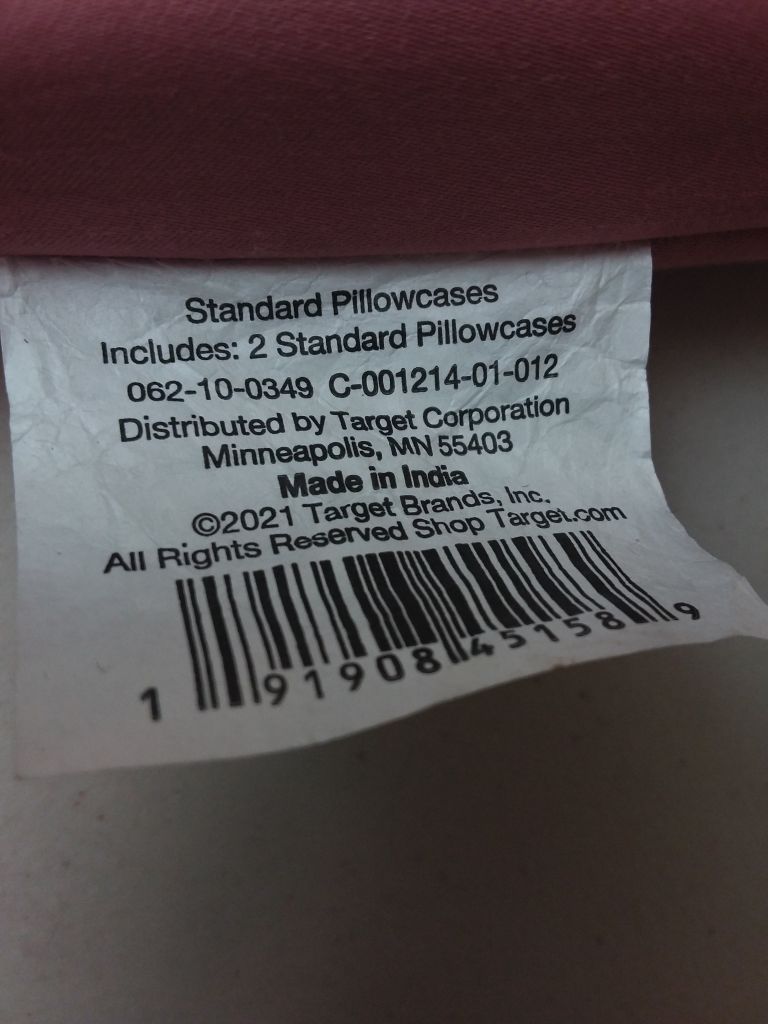 Standard Pillowcases
Includes: 2 Standard Pillowcases
062-10-0349 C-001214-01-012
Distributed by Target Corporation
Minneapolis, MN 55403
Made in India
©2021 Target Brands, Inc.
All Rights Reserved Shop Target.com
1 91908 45158 9